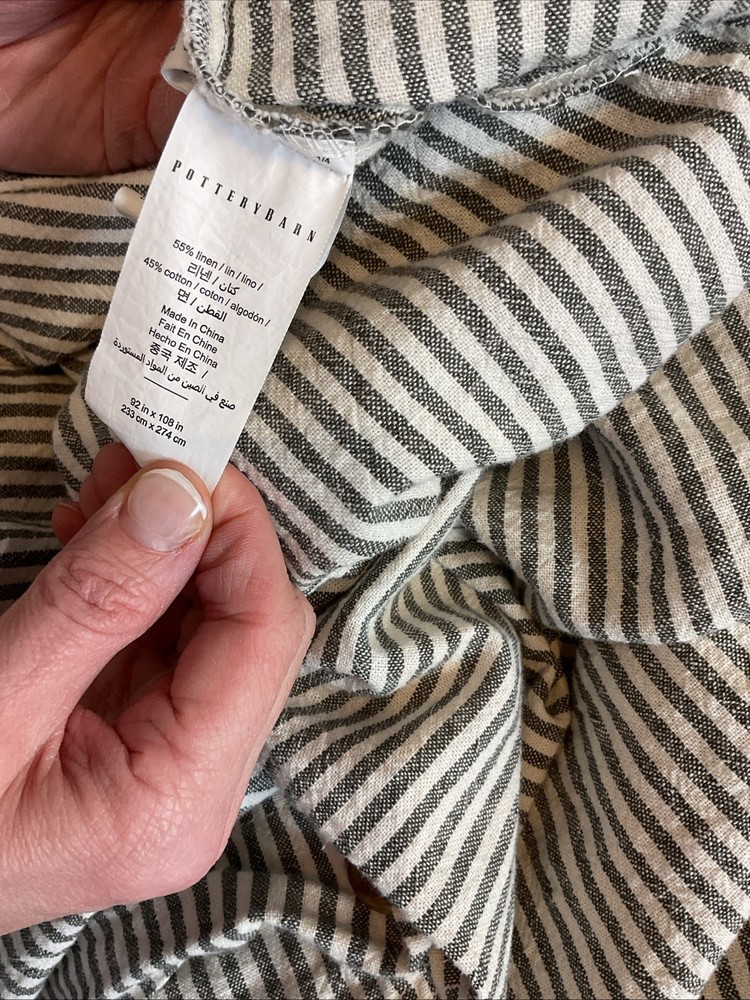 POTTERYBARN
55% linen / lin / lino /
리넨 / كتان /
45% cotton / coton / algodón /
면 / القطن /
Made In China
Fait En Chine
Hecho En China
중국 제조 /
صنع في الصين من المواد المستوردة
92 in x 108 in
233 cm x 274 cm